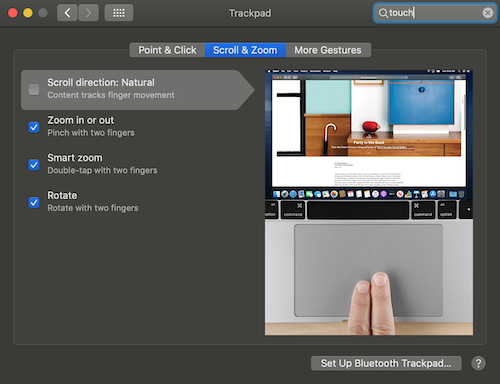 Trackpad
touch
Point & Click
Scroll & Zoom
More Gestures
Scroll direction: Natural
Content tracks finger movement
Zoom in or out
Pinch with two fingers
Smart zoom
Double-tap with two fingers
Rotate
Rotate with two fingers
Party in the Back
command
option
command
option
Set Up Bluetooth Trackpad...
?